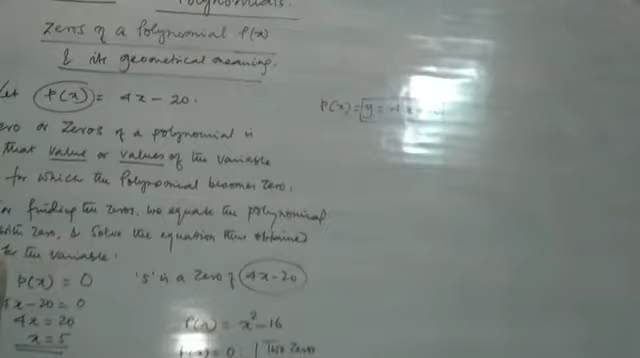 Polynomials.
Zeros of a Polynomial P(x)
& its geometrical meaning.
Let P(x) = 4x - 20.
P(x) = y = 4x
Zero or Zeros of a polynomial is
that value or values of the variable
for which the Polynomial becomes Zero.
For finding the zeros, we equate the polynomial
with zero, & solve the equation thus obtained
for the variable.
P(x) = 0
'5' is a zero of 4x-20
4x-20 = 0
4x = 20
x = 5
P(x) = x²-16
P(x) = 0. | Two Zeros